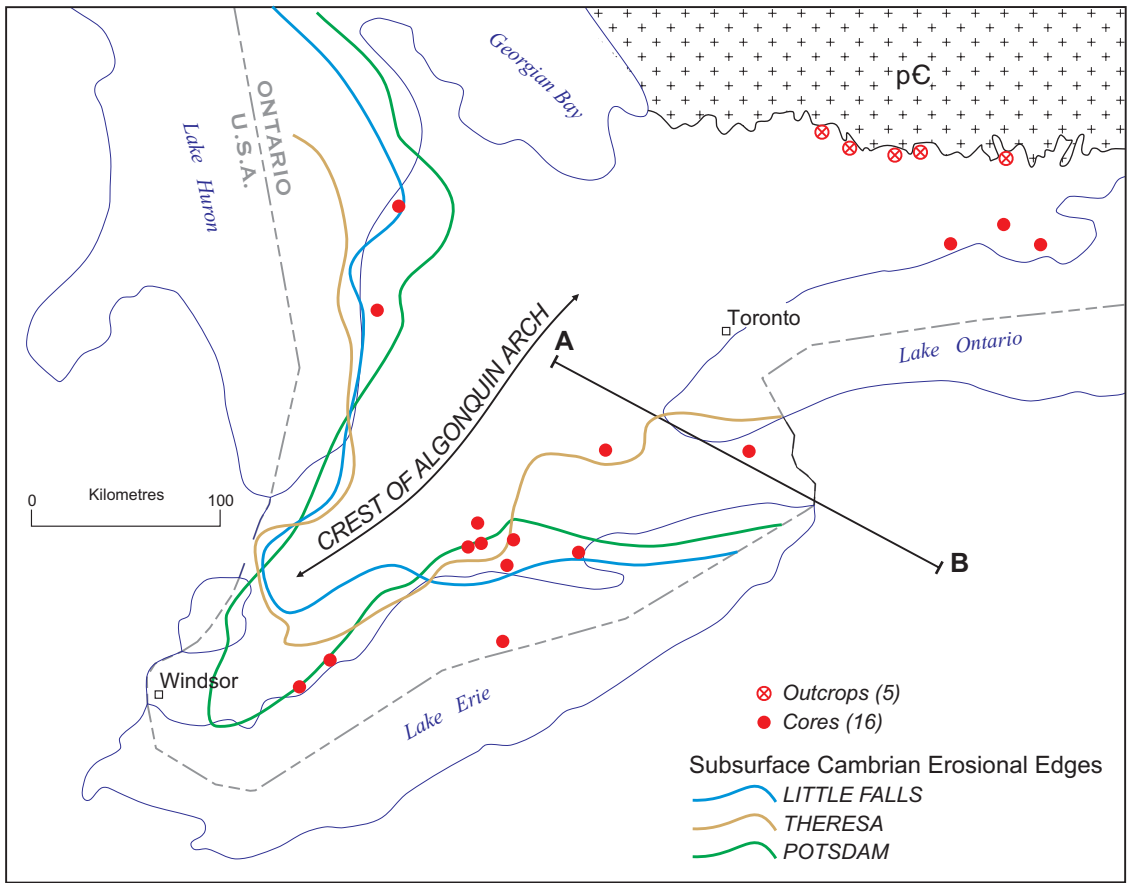 Georgian Bay
pЄ
ONTARIO
U.S.A.
Lake Huron
Toronto
Lake Ontario
A
CREST OF ALGONQUIN ARCH
0 Kilometres 100
B
Windsor
Lake Erie
Outcrops (5)
Cores (16)
Subsurface Cambrian Erosional Edges
LITTLE FALLS
THERESA
POTSDAM